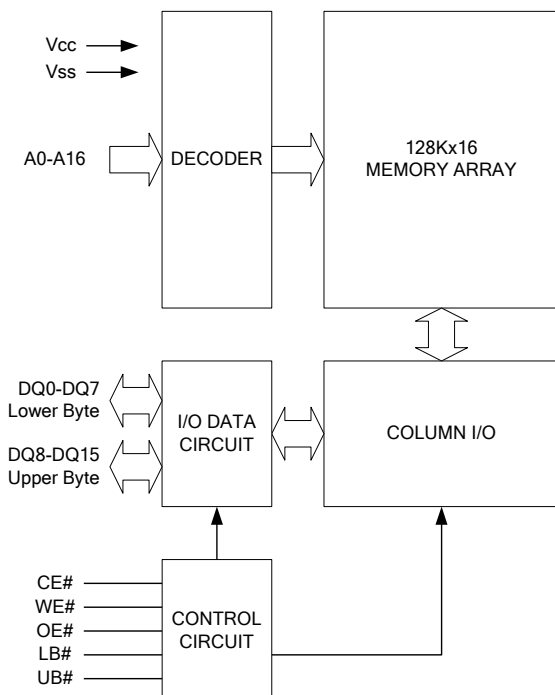 Vcc
Vss
A0-A16
DECODER
128Kx16
MEMORY ARRAY
DQ0-DQ7
Lower Byte
DQ8-DQ15
Upper Byte
I/O DATA
CIRCUIT
COLUMN I/O
CE#
WE#
OE#
LB#
UB#
CONTROL
CIRCUIT